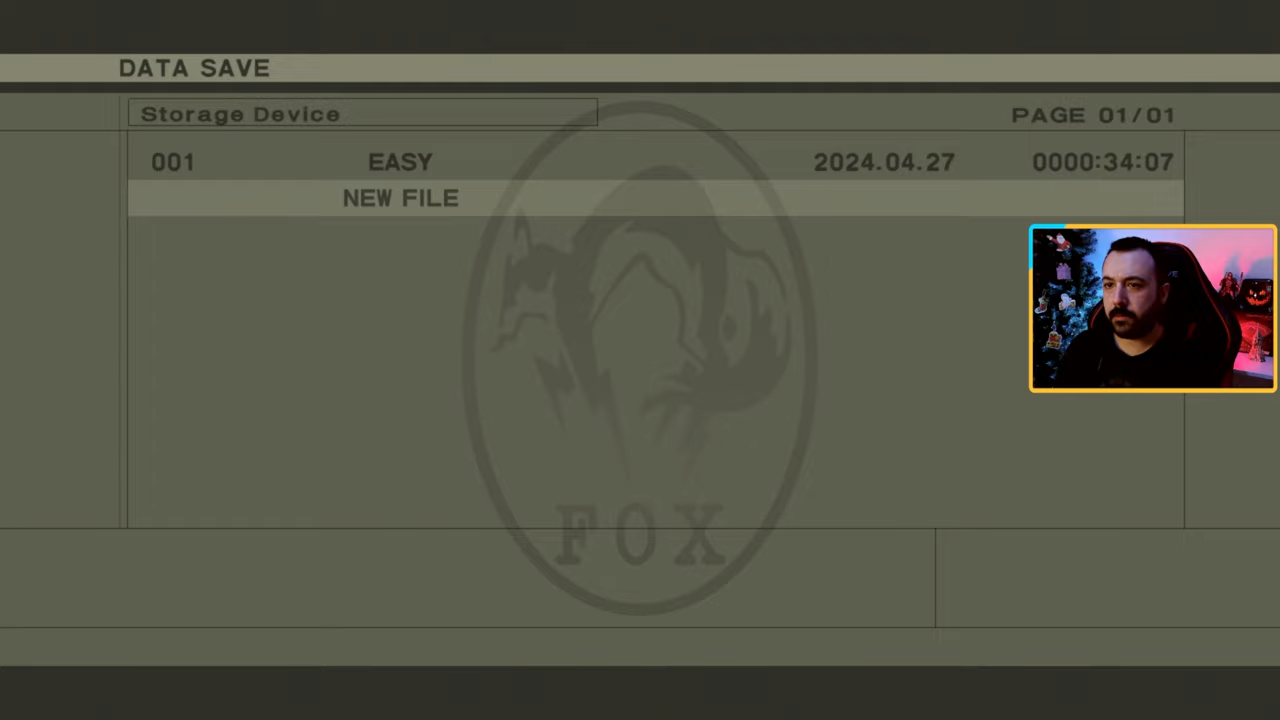 DATA SAVE
Storage Device
PAGE 01/01
001 EASY 2024.04.27 0000:34:07
NEW FILE
FOX